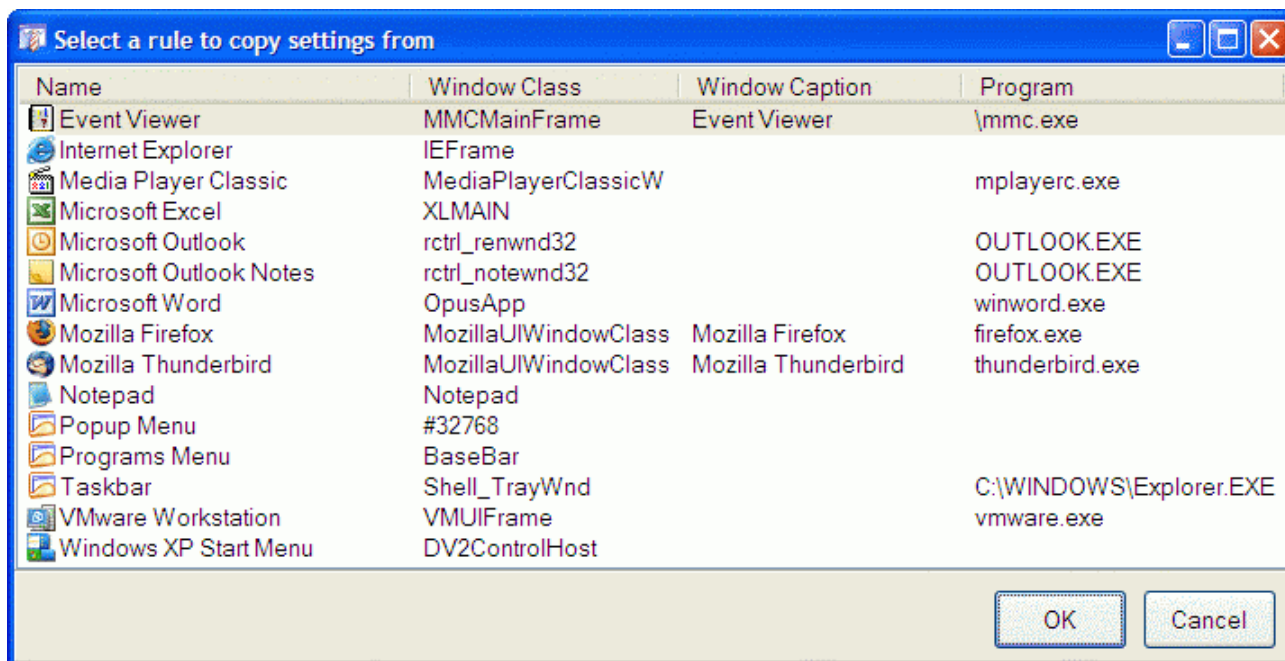 Select a rule to copy settings from
Name Window Class Window Caption Program
Event Viewer MMCMainFrame Event Viewer \mmc.exe
Internet Explorer IEFrame
Media Player Classic MediaPlayerClassicW mplayerc.exe
Microsoft Excel XLMAIN
Microsoft Outlook rctrl_renwnd32 OUTLOOK.EXE
Microsoft Outlook Notes rctrl_notewnd32 OUTLOOK.EXE
Microsoft Word OpusApp winword.exe
Mozilla Firefox MozillaUIWindowClass Mozilla Firefox firefox.exe
Mozilla Thunderbird MozillaUIWindowClass Mozilla Thunderbird thunderbird.exe
Notepad Notepad
Popup Menu #32768
Programs Menu BaseBar
Taskbar Shell_TrayWnd C:\WINDOWS\Explorer.EXE
VMware Workstation VMUIFrame vmware.exe
Windows XP Start Menu DV2ControlHost
OK Cancel